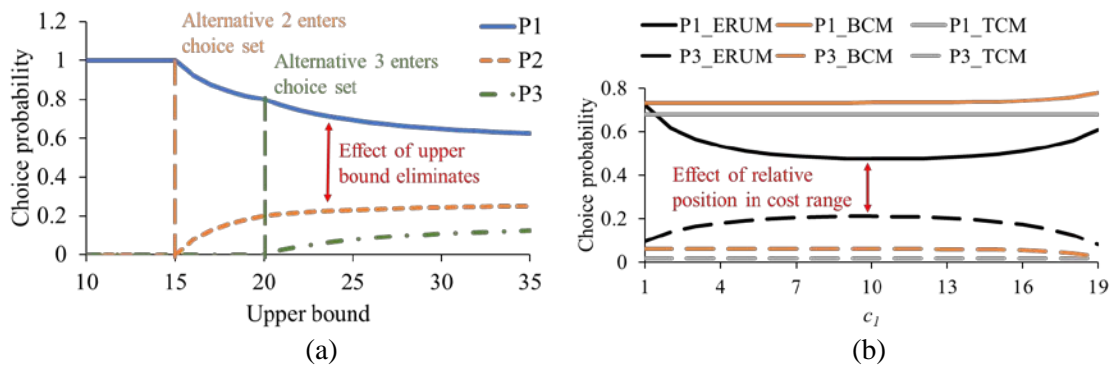 Alternative 2 enters
choice set
Alternative 3 enters
choice set
P1
P2
P3
Effect of upper
bound eliminates
Choice probability
1.2
1
0.8
0.6
0.4
0.2
0
10 15 20 25 30 35
Upper bound
(a)
P1_ERUM P1_BCM P1_TCM
P3_ERUM P3_BCM P3_TCM
Effect of relative
position in cost range
Choice probability
0.8
0.6
0.4
0.2
0
1 4 7 10 13 16 19
c1
(b)